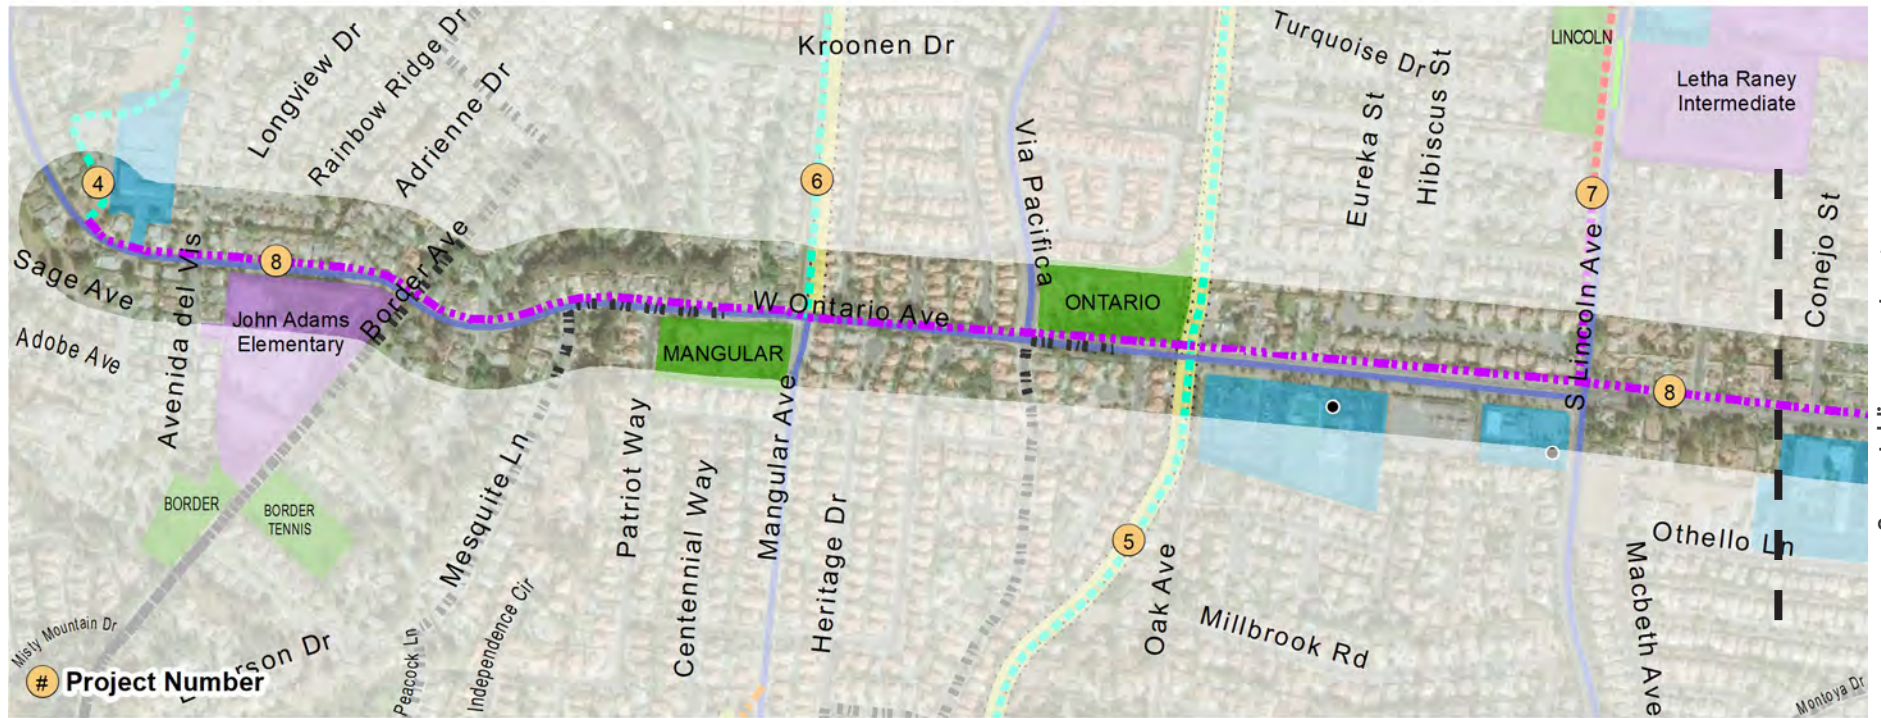 Longview Dr
Rainbow Ridge Dr
Adrienne Dr
Kroonen Dr
Turquoise Dr
Hibiscus St
Eureka St
LINCOLN
Letha Raney
Intermediate
4
6
7
Via Pacifica
Conejo St
Sage Ave
Avenida del Vis
8
Border Ave
W Ontario Ave
ONTARIO
S Lincoln Ave
John Adams
Elementary
MANGULAR
Adobe Ave
8
BORDER
BORDER
TENNIS
Mesquite Ln
Patriot Way
Centennial Way
Mangular Ave
Heritage Dr
5
Oak Ave
Millbrook Rd
Othello Ln
Macbeth Ave
Misty Mountain Dr
Peacock Ln
Independence Cir
rson Dr
Montoya Dr
# Project Number